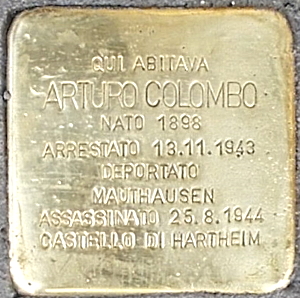 QUI ABITAVA
ARTURO COLOMBO
NATO 1898
ARRESTATO 13.11.1943
DEPORTATO
MAUTHAUSEN
ASSASSINATO 25.8.1944
CASTELLO DI HARTHEIM